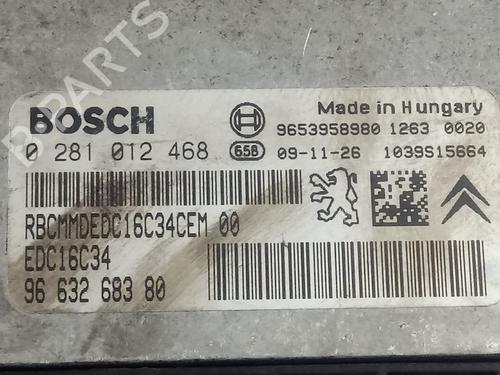 B-PARTS
BOSCH
Made in Hungary
9653958980 1263 0020
0 281 012 468 658 09-11-26 1039S15664
RBCMMDEDC16C34CEM 00
EDC16C34
96 632 683 80